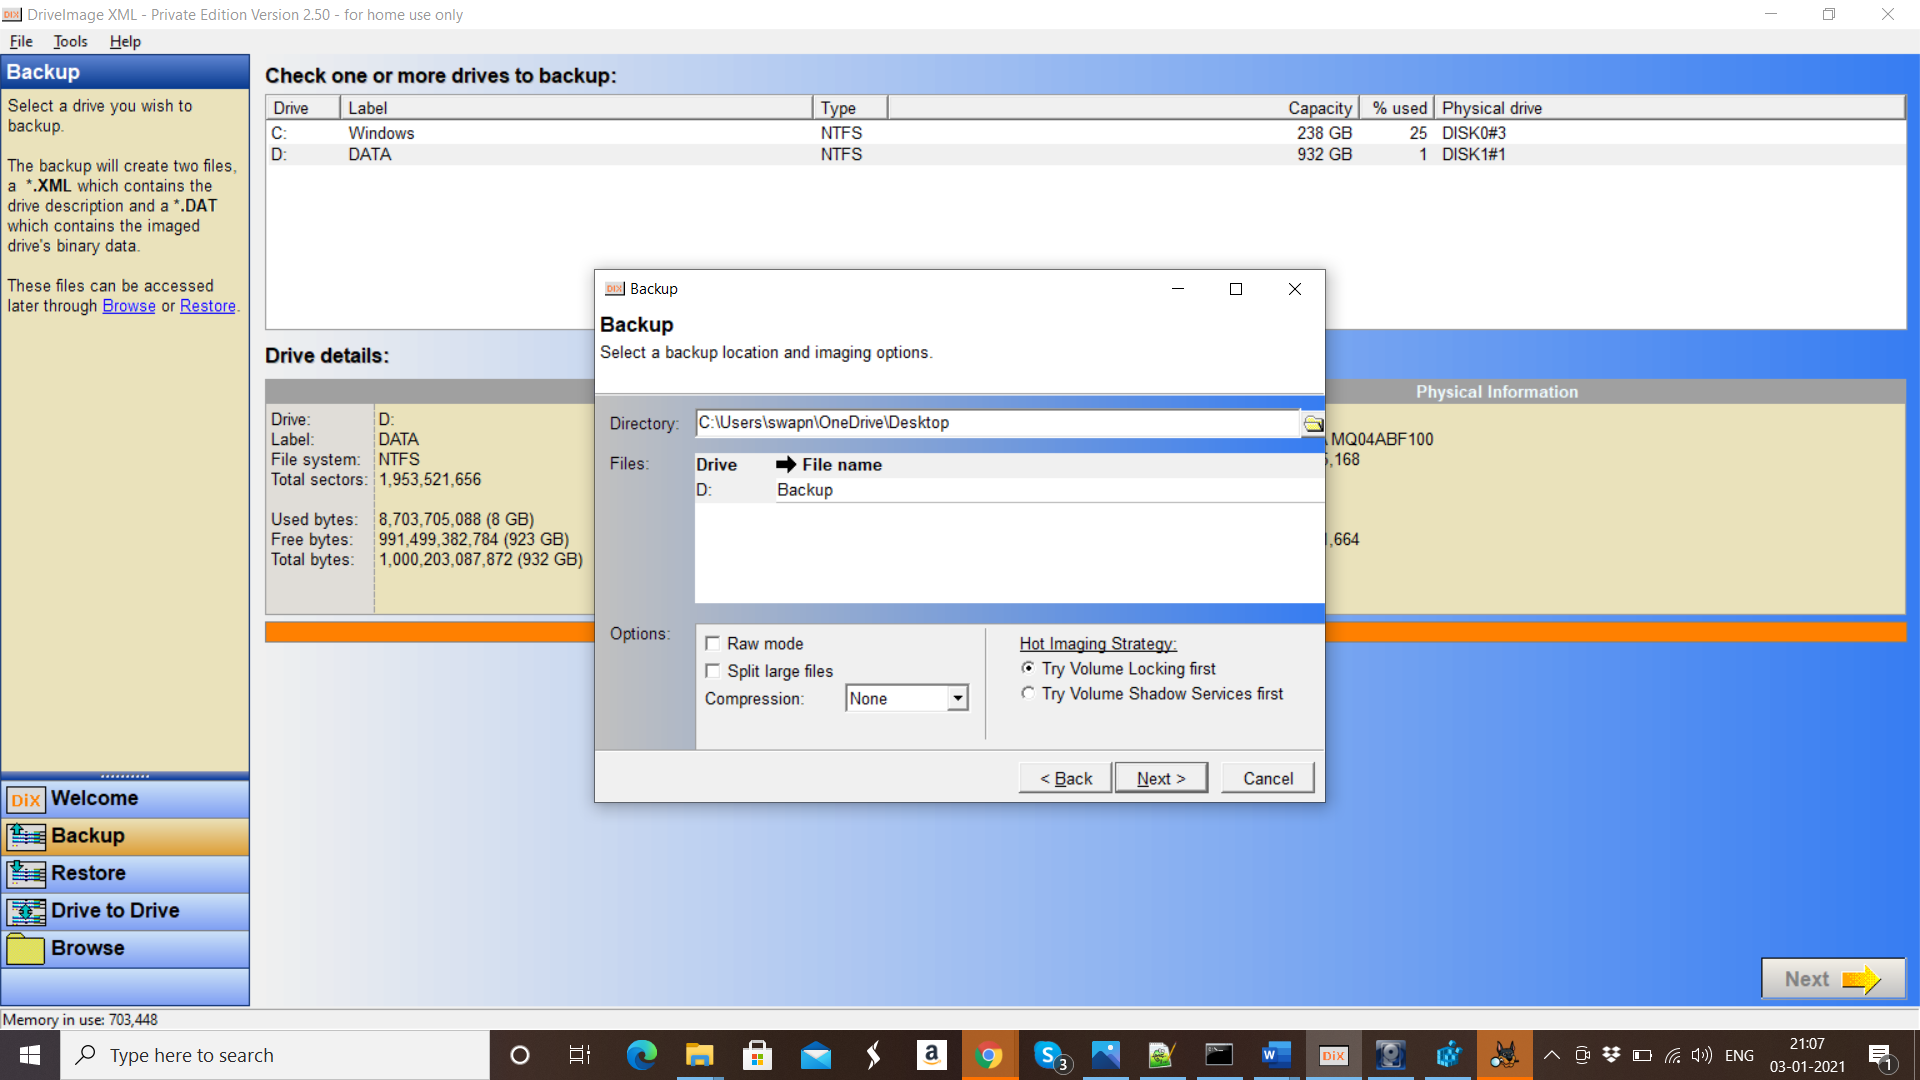 DriveImage XML - Private Edition Version 2.50 - for home use only
File Tools Help
Backup
Select a drive you wish to
backup.
The backup will create two files,
a *.XML which contains the
drive description and a *.DAT
which contains the imaged
drive's binary data.
These files can be accessed
later through Browse or Restore.
Check one or more drives to backup:
Drive Label Type Capacity % used Physical drive
C: Windows NTFS 238 GB 25 DISK0#3
D: DATA NTFS 932 GB 1 DISK1#1
Drive details:
Physical Information
Drive: D:
Label: DATA
File system: NTFS
Total sectors: 1,953,521,656
Used bytes: 8,703,705,088 (8 GB)
Free bytes: 991,499,382,784 (923 GB)
Total bytes: 1,000,203,087,872 (932 GB)
MQ04ABF100
,168
,664
DiX Backup
Backup
Select a backup location and imaging options.
Directory: C:\Users\swapn\OneDrive\Desktop
Files:
Drive File name
D: Backup
Options:
Raw mode
Split large files
Compression: None
Hot Imaging Strategy:
Try Volume Locking first
Try Volume Shadow Services first
< Back Next > Cancel
DiX Welcome
Backup
Restore
Drive to Drive
Browse
Next
Memory in use: 703,448
Type here to search
a
S 3
W
DiX
ENG
21:07
03-01-2021
1